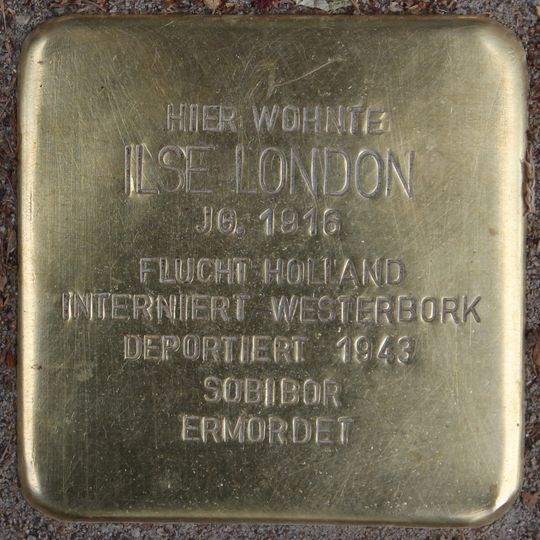 HIER WOHNTE
ILSE LONDON
JG. 1916
FLUCHT HOLLAND
INTERNIERT WESTERBORK
DEPORTIERT 1943
SOBIBOR
ERMORDET